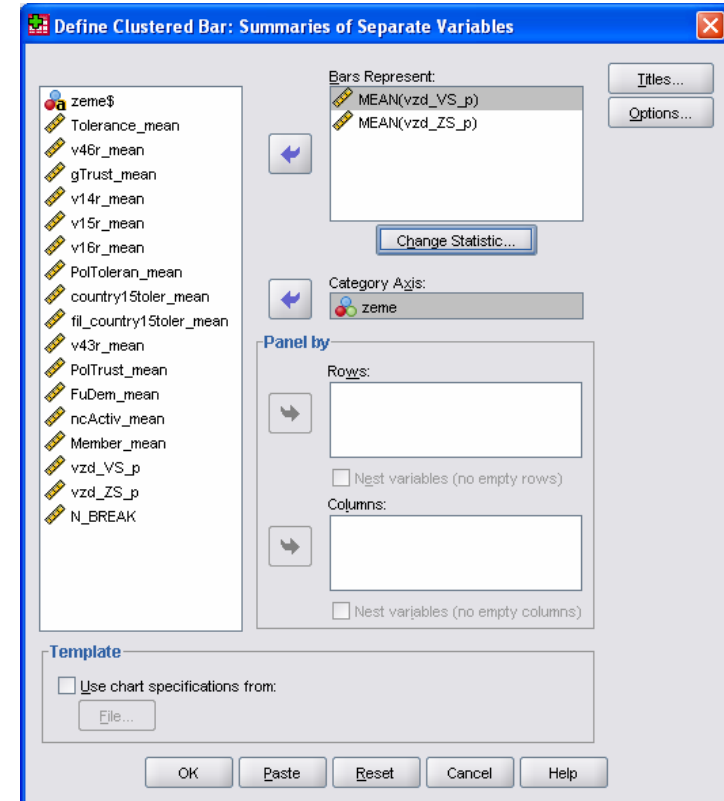 Define Clustered Bar: Summaries of Separate Variables
zeme$
Tolerance_mean
v46r_mean
gTrust_mean
v14r_mean
v15r_mean
v16r_mean
PolToleran_mean
country15toler_mean
fil_country15toler_mean
v43r_mean
PolTrust_mean
FuDem_mean
ncActiv_mean
Member_mean
vzd_VS_p
vzd_ZS_p
N_BREAK
Bars Represent:
MEAN(vzd_VS_p)
MEAN(vzd_ZS_p)
Change Statistic...
Category Axis:
zeme
Panel by
Rows:
Nest variables (no empty rows)
Columns:
Nest variables (no empty columns)
Titles...
Options...
Template
Use chart specifications from:
File...
OK
Paste
Reset
Cancel
Help